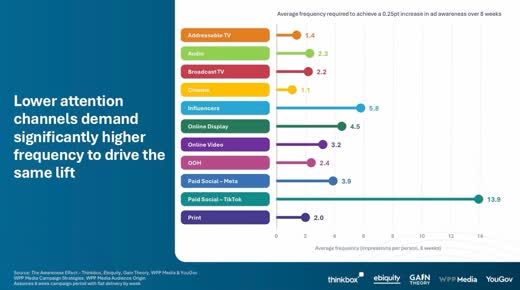 Average frequency required to achieve a 0.25pt increase in ad awareness over 8 weeks
Lower attention
channels demand
significantly higher
frequency to drive the
same lift
Addressable TV 1.4
Audio 2.3
Broadcast TV 2.2
Cinema 1.1
Influencers 5.8
Online Display 4.5
Online Video 3.2
OOH 2.4
Paid Social – Meta 3.9
Paid Social – TikTok 13.9
Print 2.0
0 2 4 6 8 10 12 14
Average frequency (impressions per person, 8 weeks)
Source: The Awareness Effect – Thinkbox, Ebiquity, Gain Theory, WPP Media & YouGov
WPP Media Campaign Strategies, WPP Media Audience Origin
Assumes 8 week campaign period with flat delivery by week
thinkbox
ebiquity
GAIN
THEORY
WPP Media
YouGov